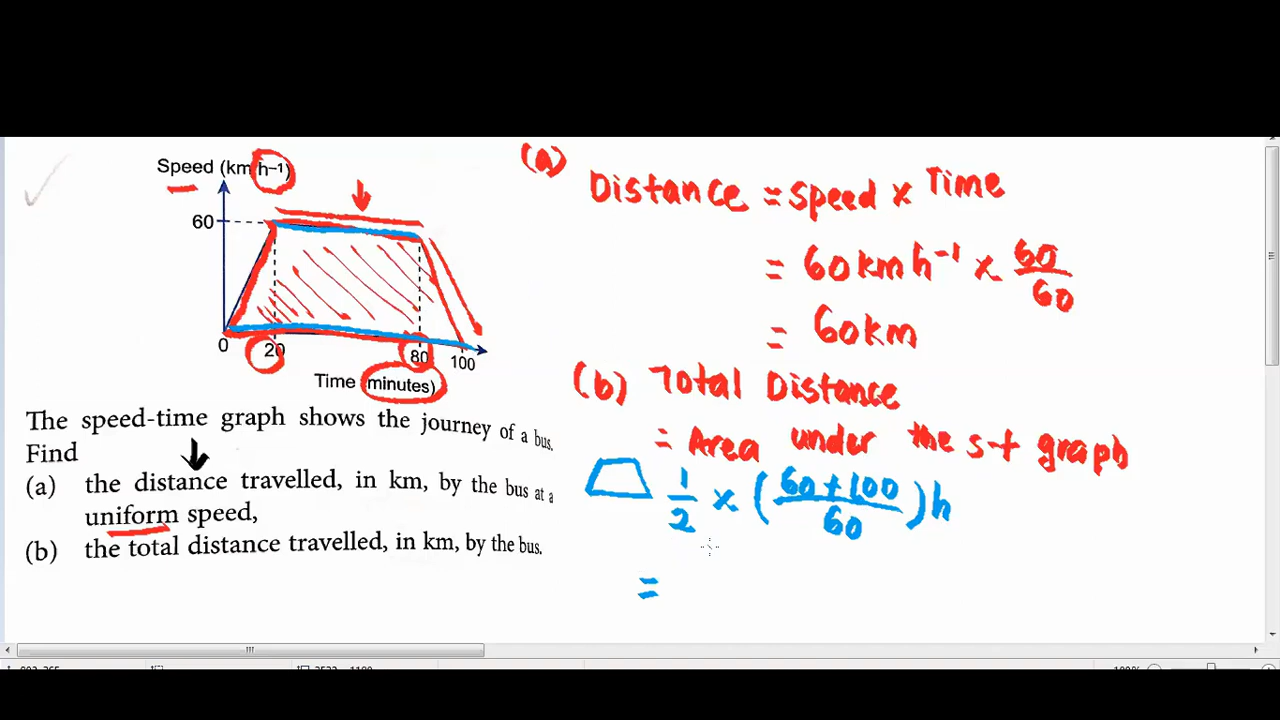 Speed (km h⁻¹)
60
0 20 80 100
Time (minutes)
The speed-time graph shows the journey of a bus.
Find
(a) the distance travelled, in km, by the bus at a
uniform speed,
(b) the total distance travelled, in km, by the bus.
(a)
Distance = Speed × Time
= 60 km h⁻¹ × 60/60
= 60km
(b) Total Distance
= Area under the s-t graph
1/2 × (60+100/60) h
=